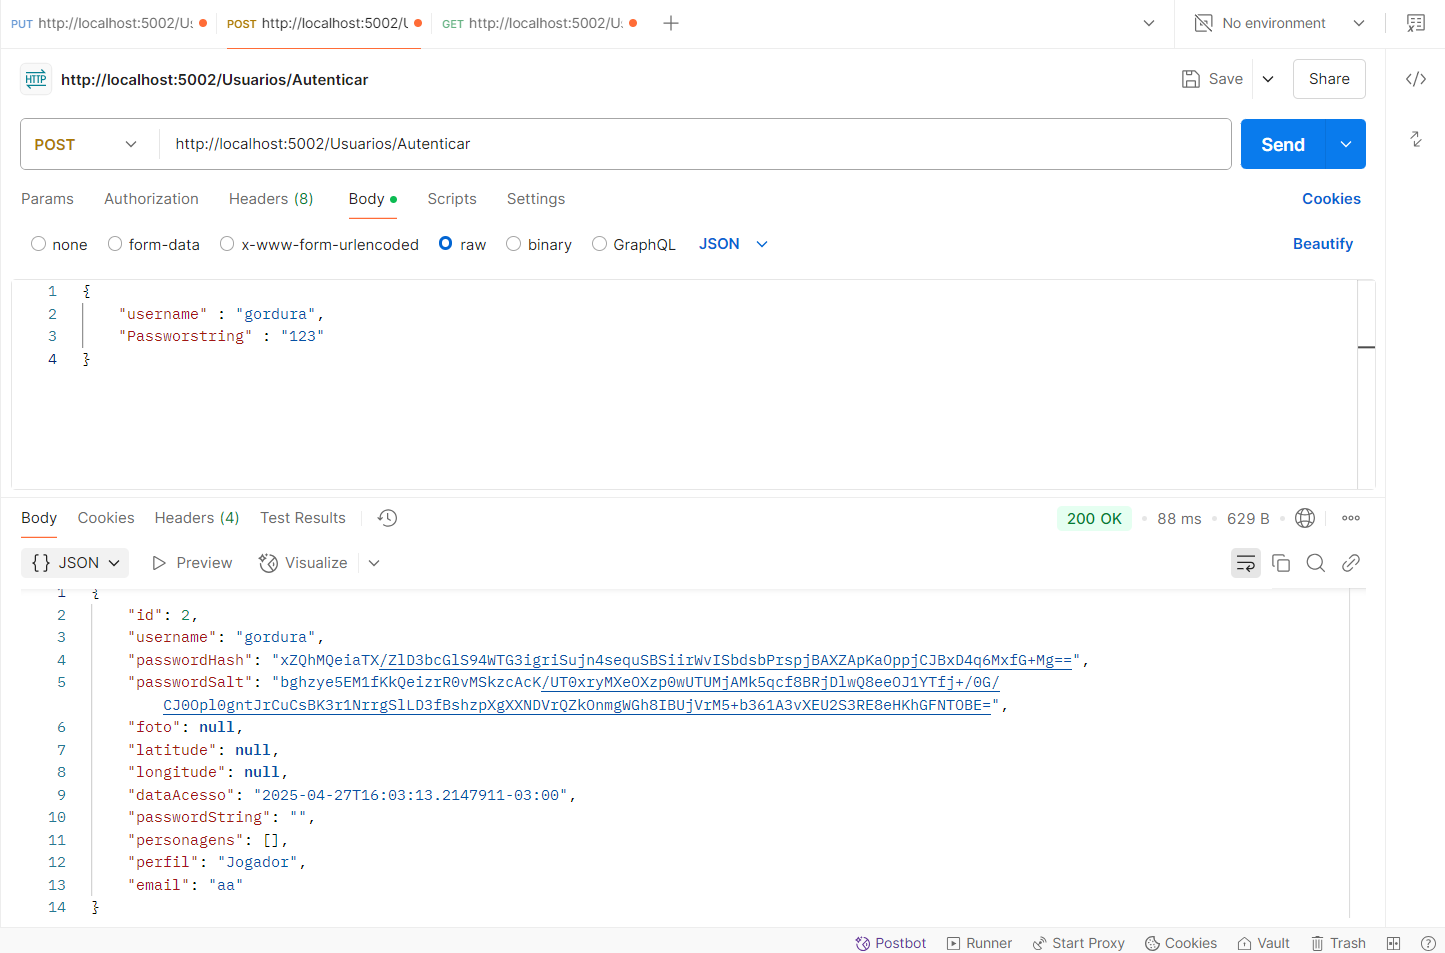 PUT http://localhost:5002/Us
POST http://localhost:5002/U
GET http://localhost:5002/Us
No environment
HTTP http://localhost:5002/Usuarios/Autenticar
Save
Share
POST http://localhost:5002/Usuarios/Autenticar
Send
Params Authorization Headers (8) Body Scripts Settings Cookies
none form-data x-www-form-urlencoded raw binary GraphQL JSON Beautify
1 {
2 "username" : "gordura",
3 "Passworstring" : "123"
4 }
Body Cookies Headers (4) Test Results 200 OK 88 ms 629 B
{} JSON Preview Visualize
1 {
2 "id": 2,
3 "username": "gordura",
4 "passwordHash": "xZQhMQeiaTX/ZlD3bcGlS94WTG3igriSujn4sequSBSiirWvISbdsbPrspjBAXZApKaOppjCJBxD4q6MxfG+Mg==",
5 "passwordSalt": "bghzye5EM1fKkQeizrR0vMSkzcAcK/UT0xryMXeOXzp0wUTUMjAMk5qcf8BRjDlwQ8eeOJ1YTfj+/0G/
CJ0Opl0gntJrCuCsBK3r1NrrgSlLD3fBshzpXgXXNDVrQZkOnmgWGh8IBUjVrM5+b361A3vXEU2S3RE8eHKhGFNTOBE=",
6 "foto": null,
7 "latitude": null,
8 "longitude": null,
9 "dataAcesso": "2025-04-27T16:03:13.2147911-03:00",
10 "passwordString": "",
11 "personagens": [],
12 "perfil": "Jogador",
13 "email": "aa"
14 }
Postbot Runner Start Proxy Cookies Vault Trash